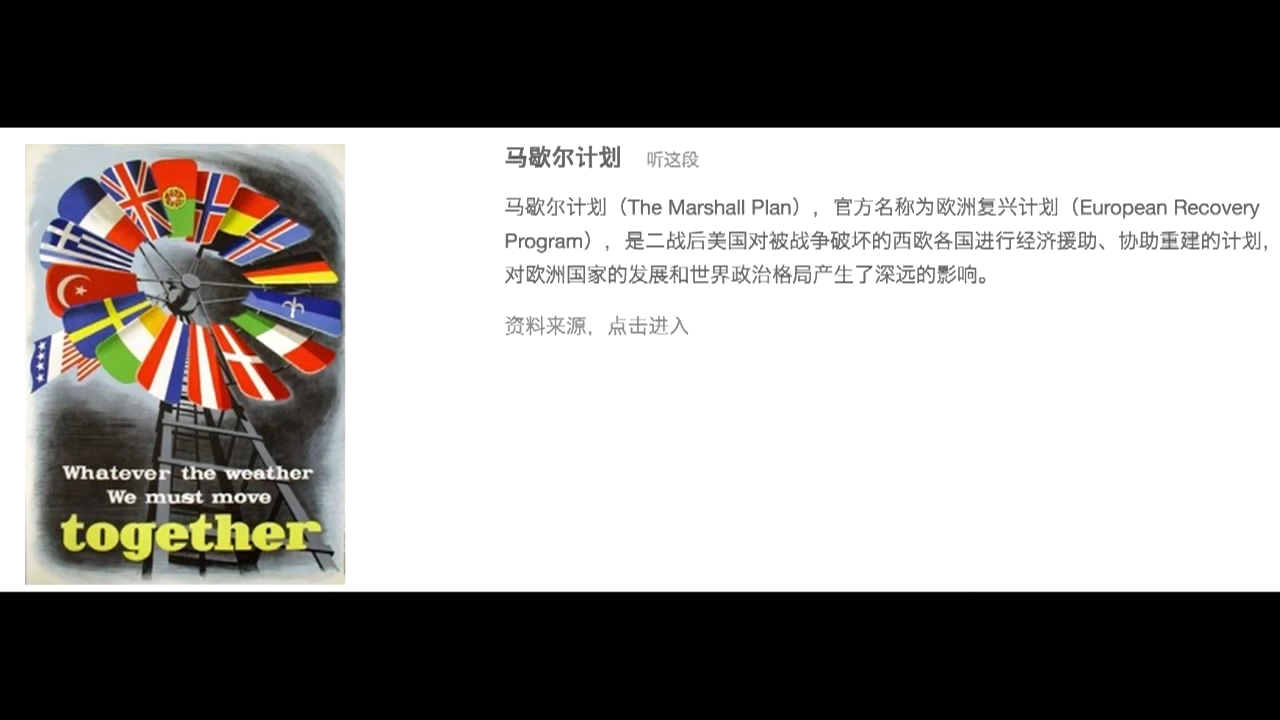 马歇尔计划 听这段
马歇尔计划（The Marshall Plan），官方名称为欧洲复兴计划（European Recovery
Program），是二战后美国对被战争破坏的西欧各国进行经济援助、协助重建的计划,
对欧洲国家的发展和世界政治格局产生了深远的影响。
资料来源，点击进入
Whatever the weather
We must move
together